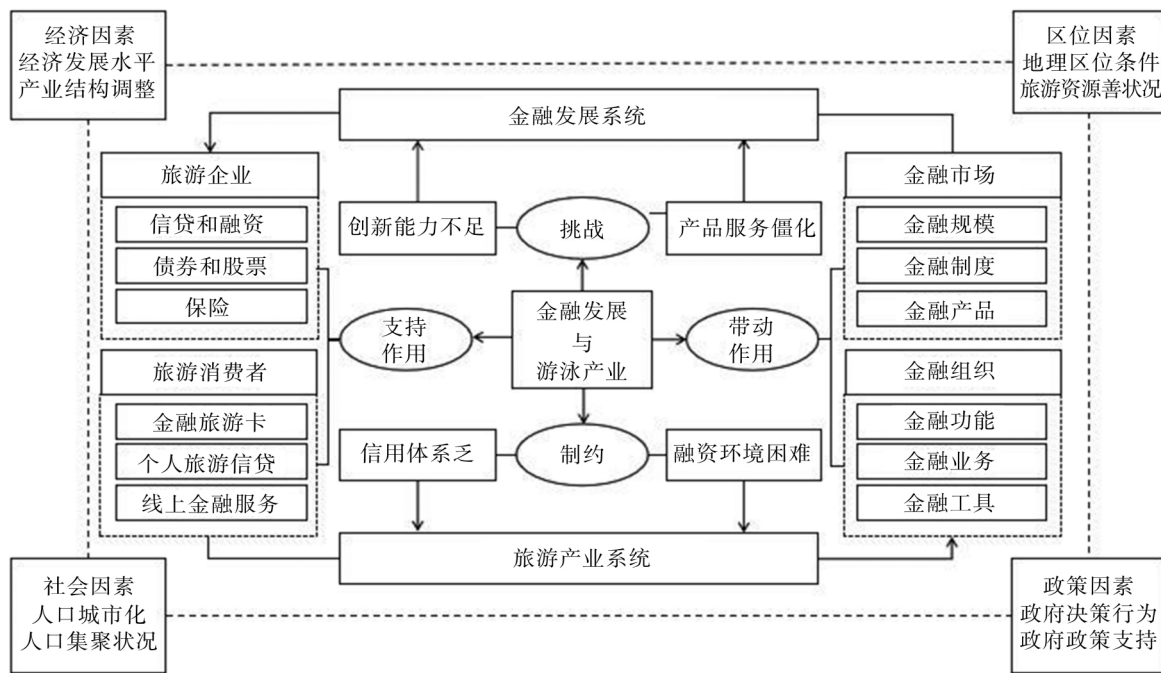 经济因素
经济发展水平
产业结构调整
区位因素
地理区位条件
旅游资源善状况
金融发展系统
旅游企业
信贷和融资
债券和股票
保险
旅游消费者
金融旅游卡
个人旅游信贷
线上金融服务
创新能力不足
挑战
产品服务僵化
支持
作用
金融发展
与
游泳产业
带动
作用
信用体系乏
制约
融资环境困难
金融市场
金融规模
金融制度
金融产品
金融组织
金融功能
金融业务
金融工具
旅游产业系统
社会因素
人口城市化
人口集聚状况
政策因素
政府决策行为
政府政策支持